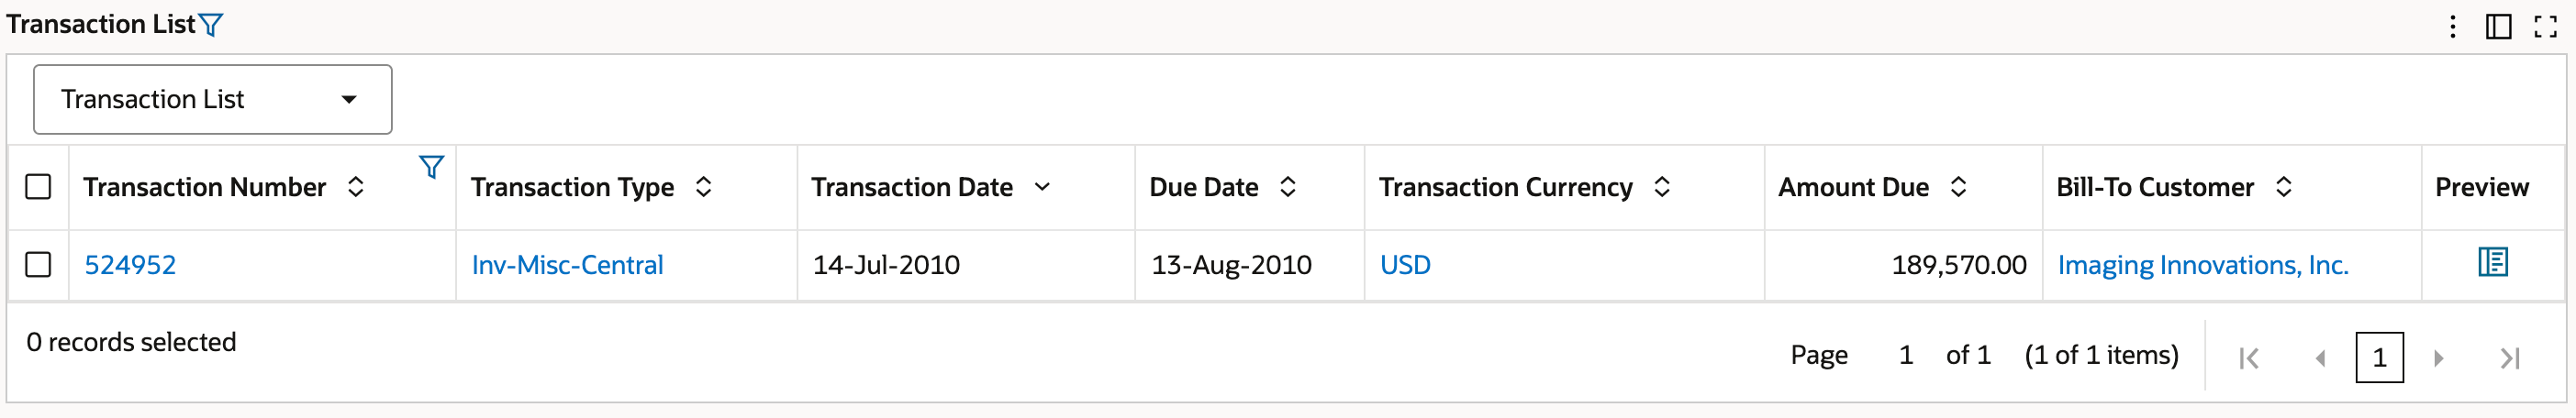 Transaction List
Transaction List
Transaction Number Transaction Type Transaction Date Due Date Transaction Currency Amount Due Bill-To Customer Preview
524952 Inv-Misc-Central 14-Jul-2010 13-Aug-2010 USD 189,570.00 Imaging Innovations, Inc.
0 records selected Page 1 of 1 (1 of 1 items) 1